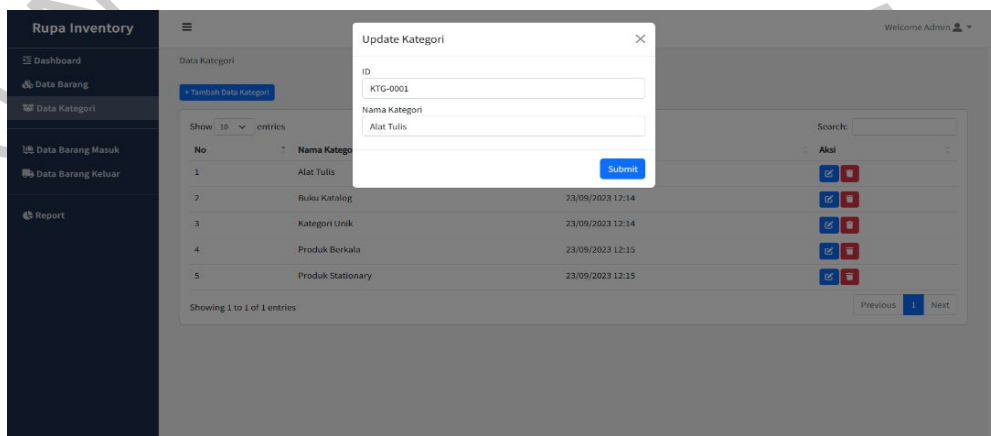 Rupa Inventory
Welcome Admin
Update Kategori
Dashboard
Data Barang
Data Kategori
Data Barang Masuk
Data Barang Keluar
Report
Data Kategori
+ Tambah Data Kategori
ID
KTG-0001
Nama Kategori
Alat Tulis
Submit
Show 10 entries
Search:
No Nama Katego Aksi
1 Alat Tulis
2 Buku Katalog 23/09/2023 12:14
3 Kategori Unik 23/09/2023 12:14
4 Produk Berkala 23/09/2023 12:15
5 Produk Stationary 23/09/2023 12:15
Showing 1 to 1 of 1 entries
Previous 1 Next